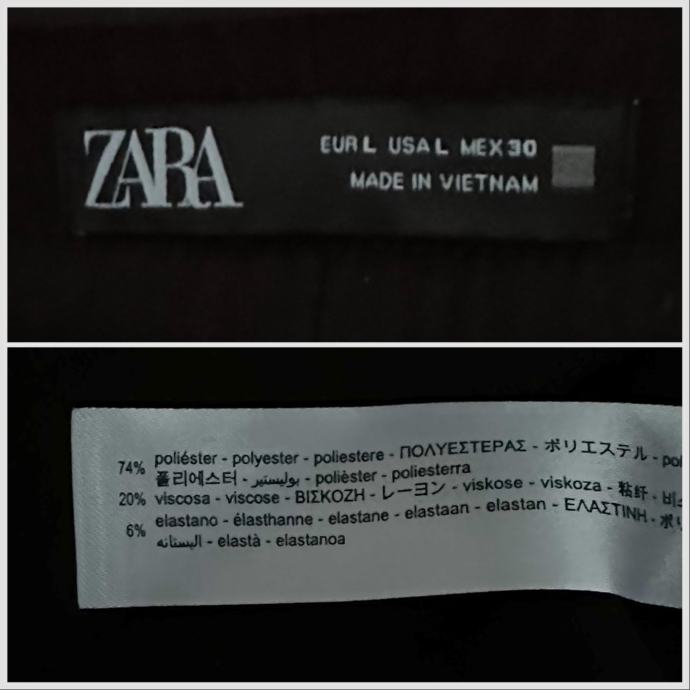 ZARA
EUR L USA L MEX 30
MADE IN VIETNAM
74% poliéster - polyester - poliestere - ΠΟΛΥΕΣΤΕΡΑΣ - ポリエステル -
폴리에스터 - بوليستير - polièster - poliesterra
20% viscosa - viscose - ΒΙΣΚΟΖΗ - レーヨン - viskose - viskoza - 粘纤 -
6% elastano - élasthanne - elastane - elastaan - elastan - ΕΛΑΣΤΙΝΗ -
اليستانه - elastà - elastanoa